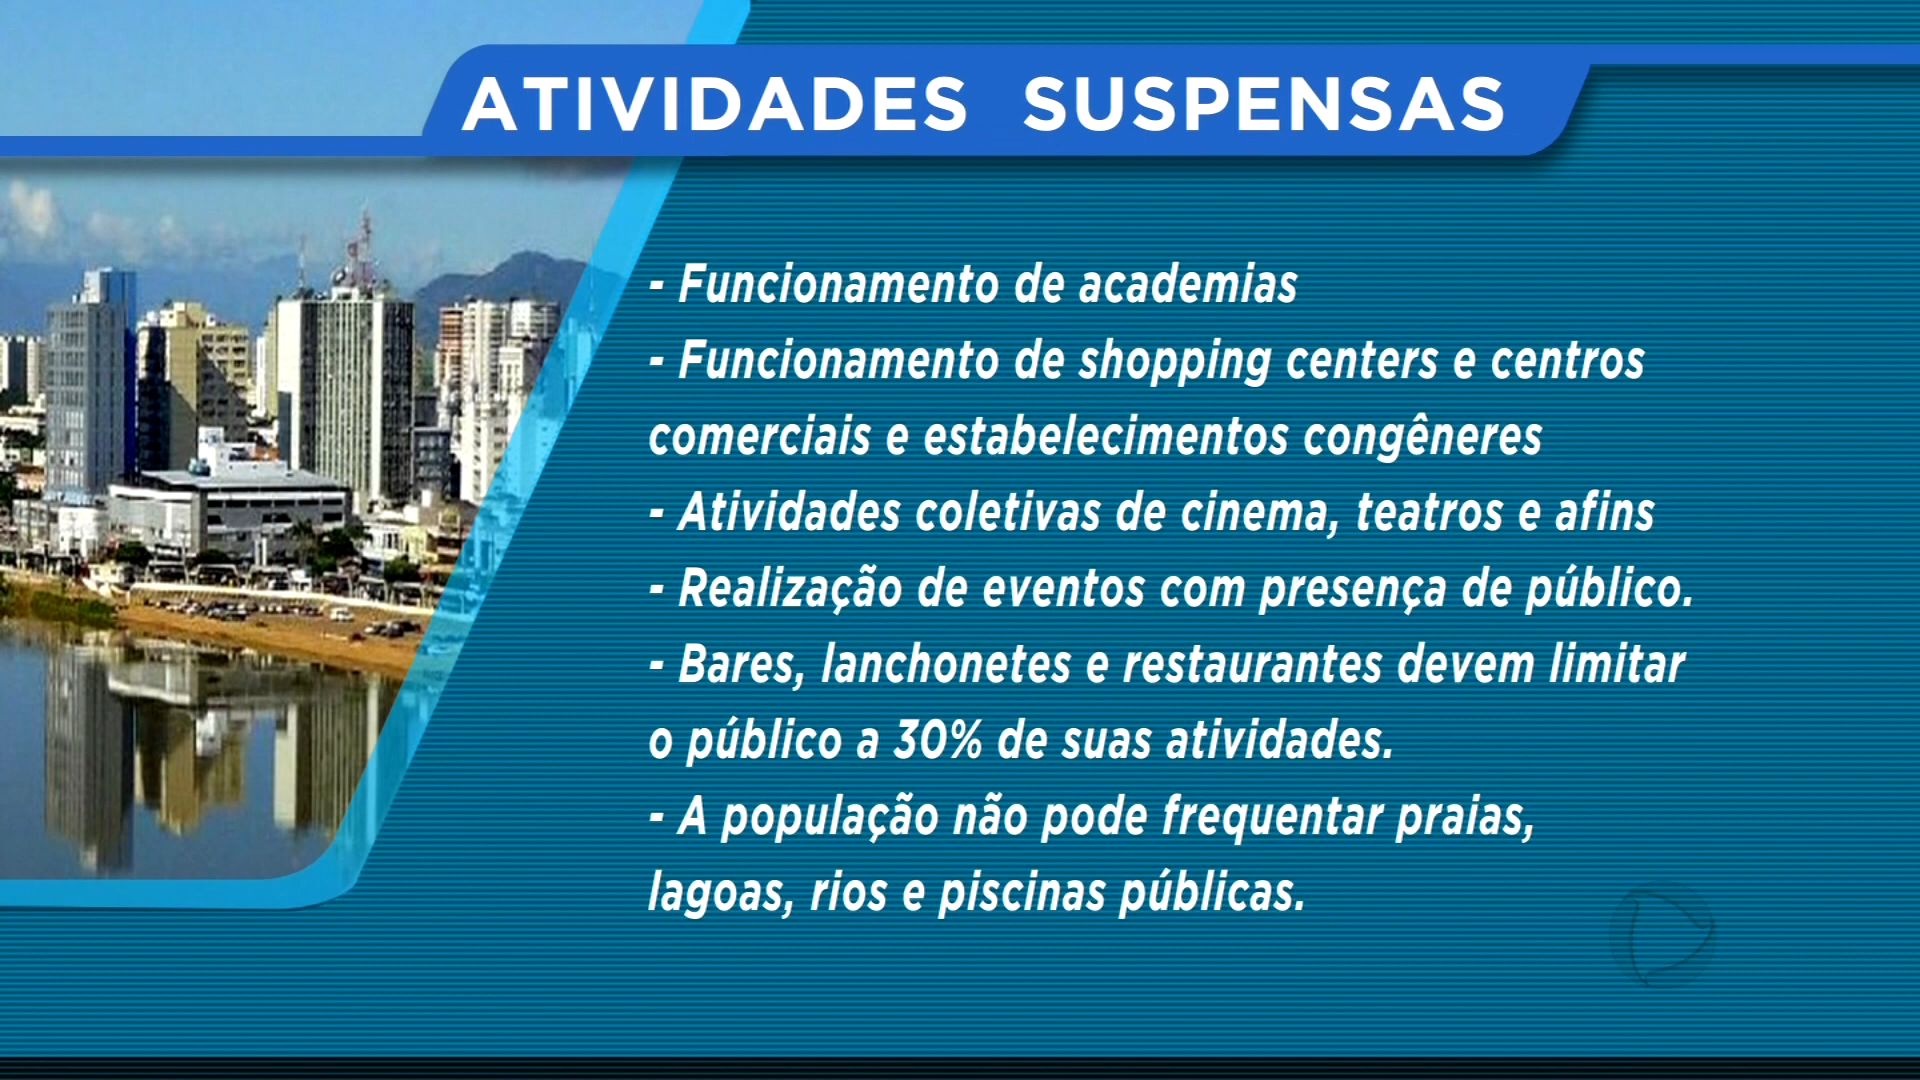 ATIVIDADES SUSPENSAS
- Funcionamento de academias
- Funcionamento de shopping centers e centros
comerciais e estabelecimentos congêneres
- Atividades coletivas de cinema, teatros e afins
- Realização de eventos com presença de público.
- Bares, lanchonetes e restaurantes devem limitar
o público a 30% de suas atividades.
- A população não pode frequentar praias,
lagoas, rios e piscinas públicas.